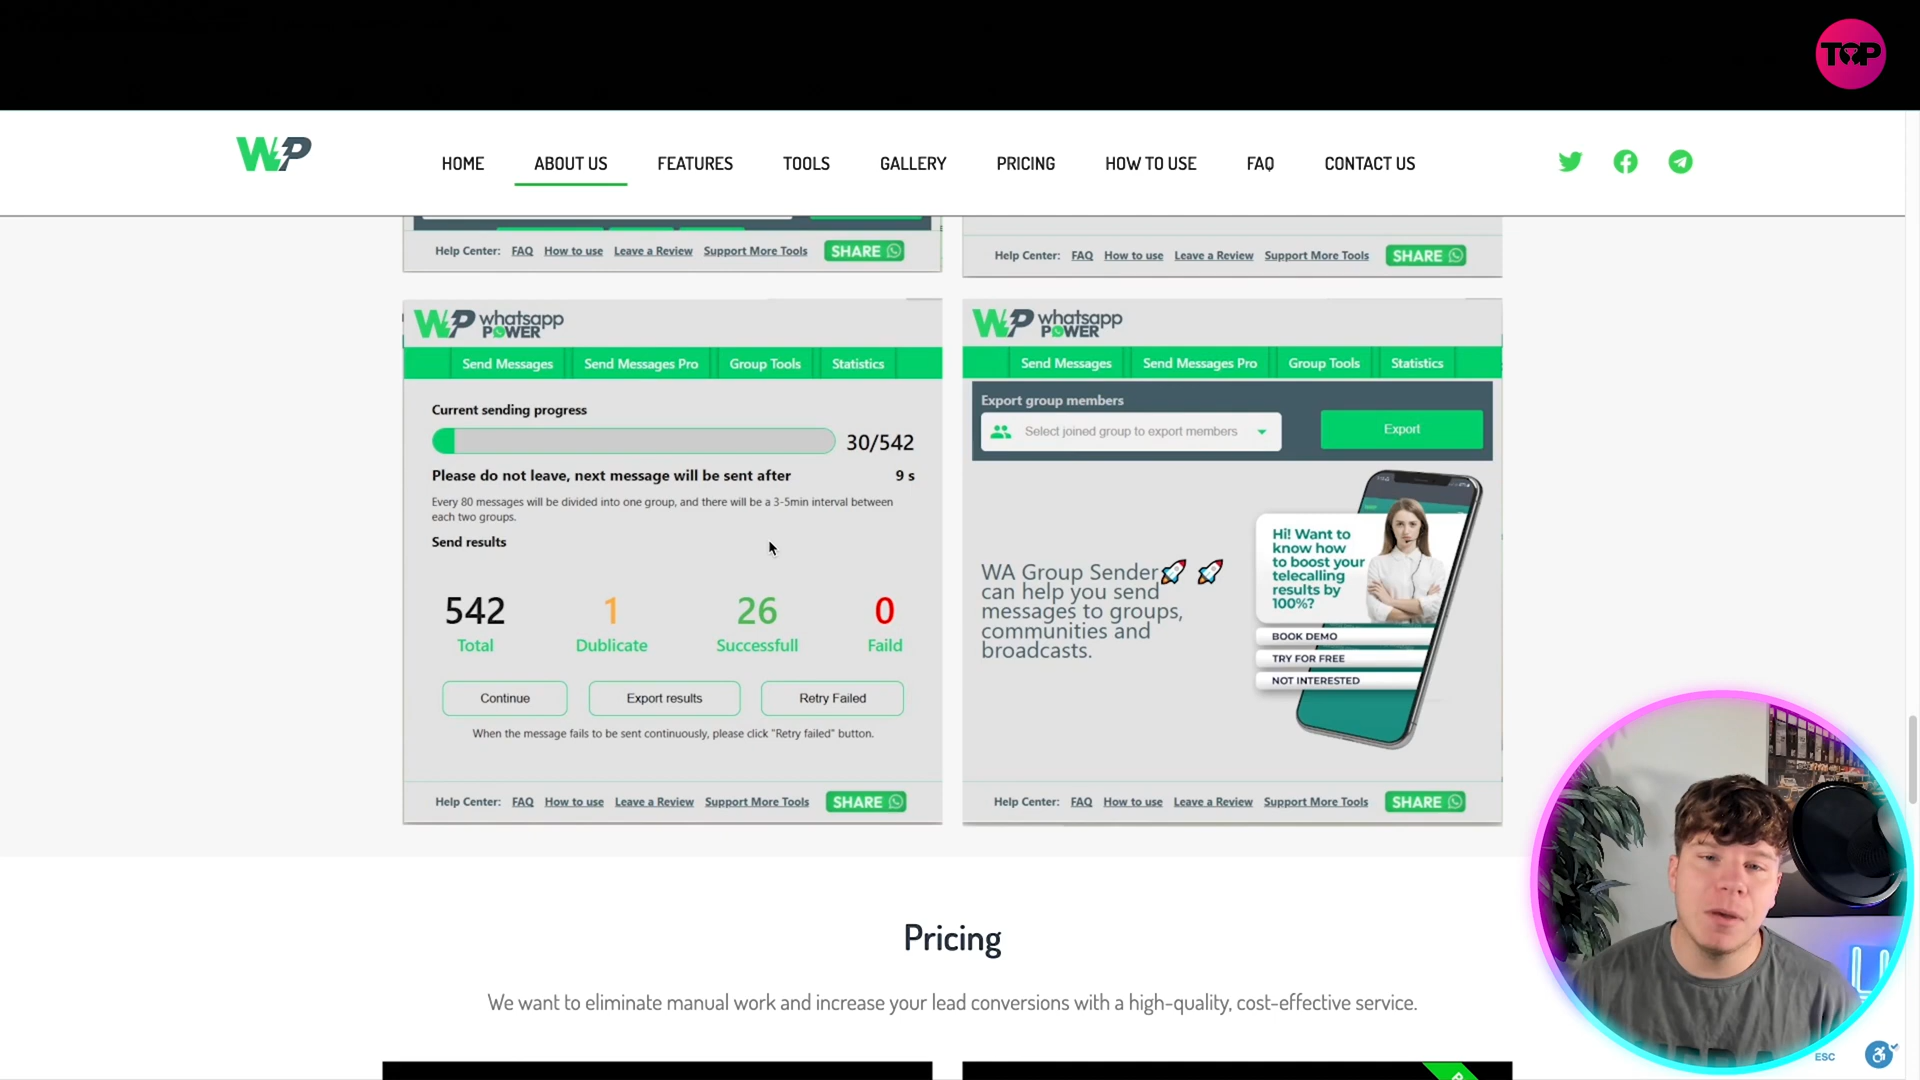 TOP
WP
HOME
ABOUT US
FEATURES
TOOLS
GALLERY
PRICING
HOW TO USE
FAQ
CONTACT US
Help Center: FAQ How to use Leave a Review Support More Tools SHARE
Help Center: FAQ How to use Leave a Review Support More Tools SHARE
WP whatsapp
POWER
Send Messages Send Messages Pro Group Tools Statistics
Current sending progress
30/542
Please do not leave, next message will be sent after 9 s
Every 80 messages will be divided into one group, and there will be a 3-5min interval between
each two groups.
Send results
542 1 26 0
Total Dublicate Successfull Faild
Continue Export results Retry Failed
When the message fails to be sent continuously, please click "Retry failed" button.
Help Center: FAQ How to use Leave a Review Support More Tools SHARE
WP whatsapp
POWER
Send Messages Send Messages Pro Group Tools Statistics
Export group members
Select joined group to export members
Export
WA Group Sender🚀 🚀
can help you send
messages to groups,
communities and
broadcasts.
Hi! Want to
know how
to boost your
telecalling
results by
100%?
BOOK DEMO
TRY FOR FREE
NOT INTERESTED
Help Center: FAQ How to use Leave a Review Support More Tools SHARE
Pricing
We want to eliminate manual work and increase your lead conversions with a high-quality, cost-effective service.
ESC